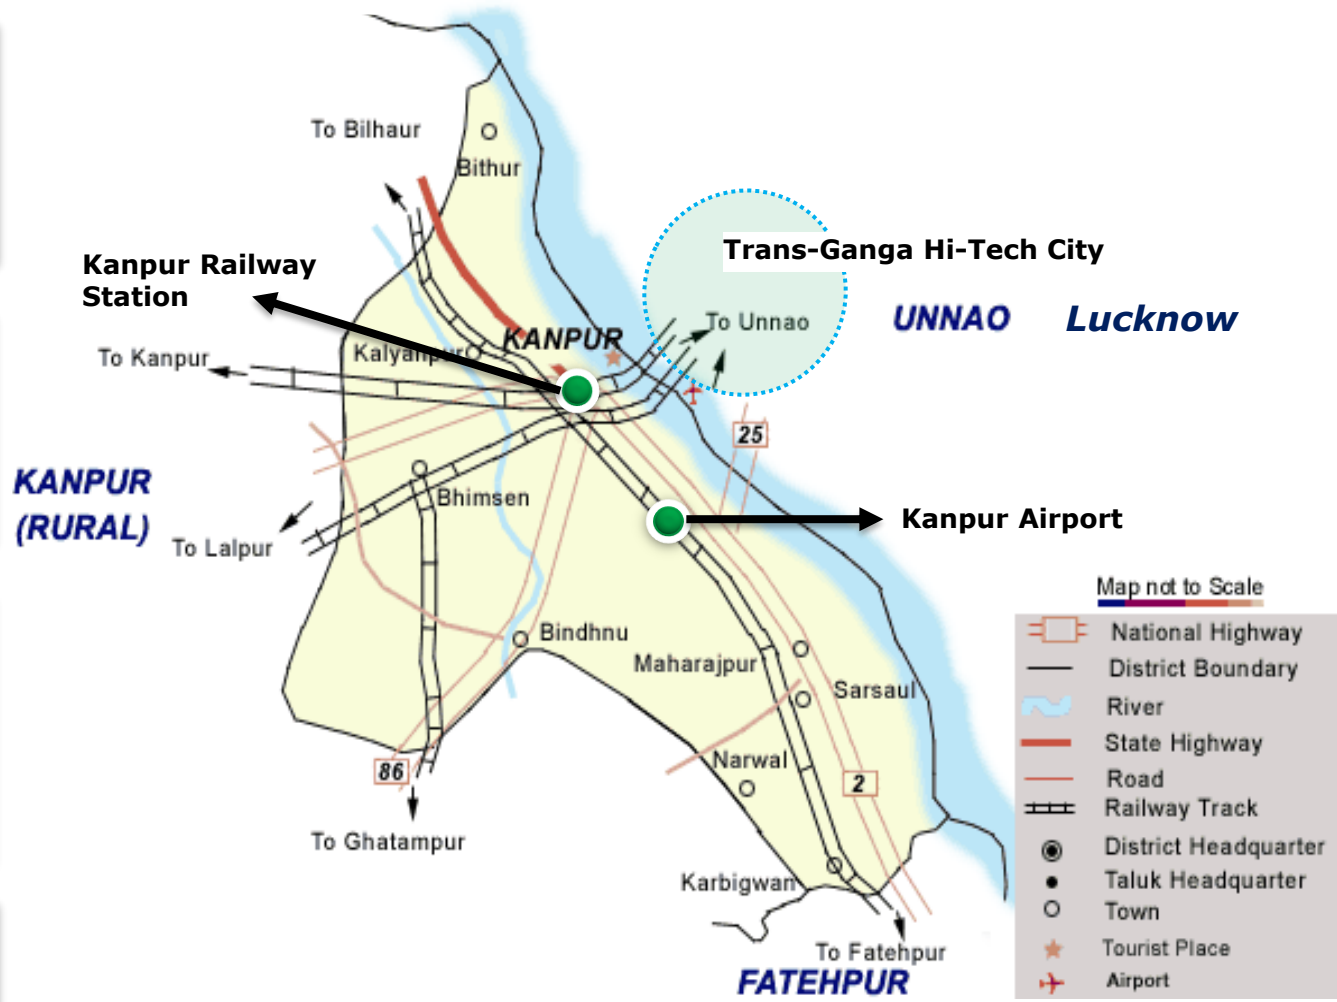 To Bilhaur
Bithur
Trans-Ganga Hi-Tech City
Kanpur Railway
Station
To Unnao
UNNAO
Lucknow
KANPUR
Kalyanpur
To Kanpur
25
KANPUR
(RURAL)
Bhimsen
Kanpur Airport
To Lalpur
Bindhnu
Maharajpur
Sarsaul
Narwal
86
2
To Ghatampur
Karbigwan
To Fatehpur
FATEHPUR
Map not to Scale
National Highway
District Boundary
River
State Highway
Road
Railway Track
District Headquarter
Taluk Headquarter
Town
Tourist Place
Airport